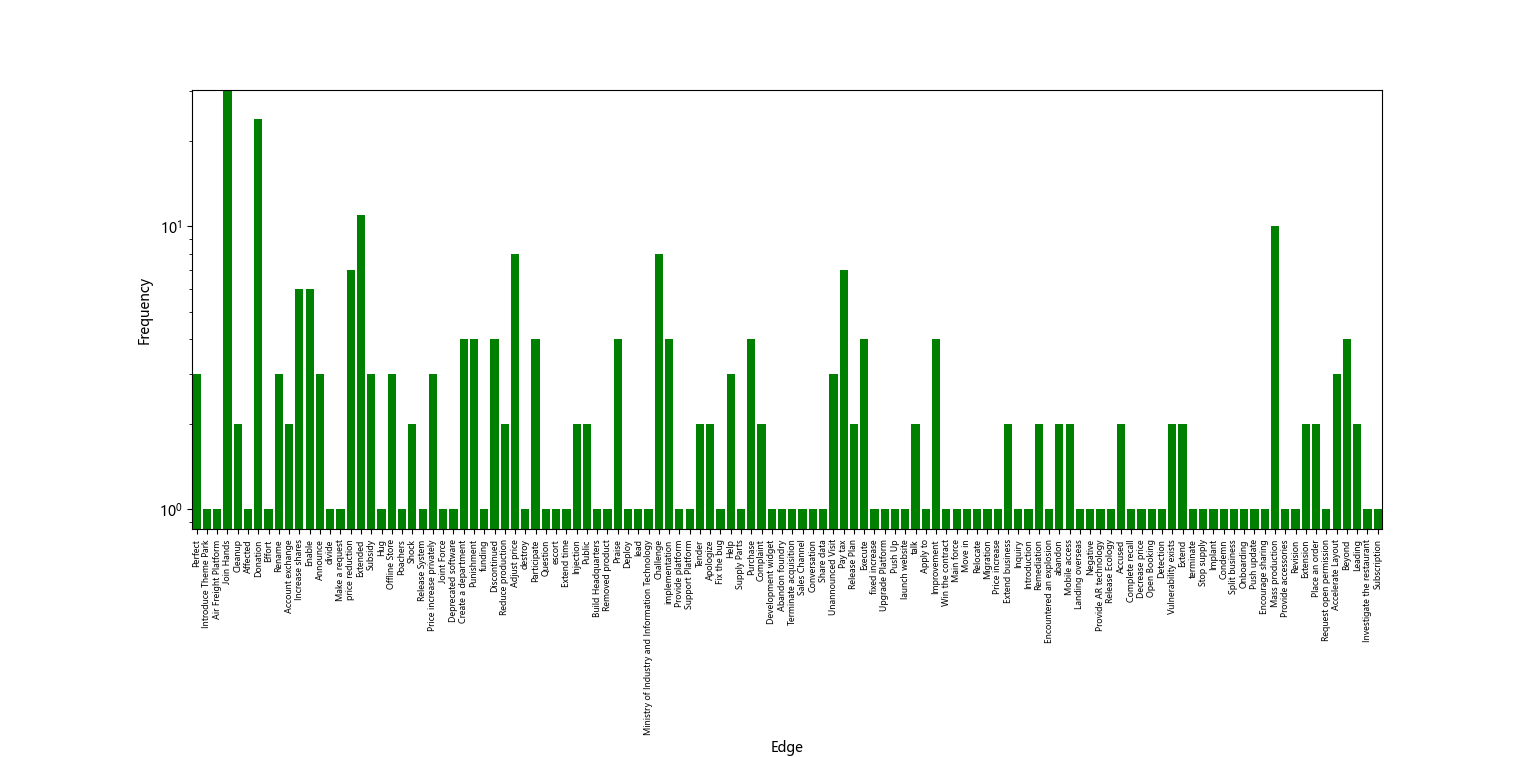 Frequency
10¹
10⁰
Perfect
Introduce Theme Park
Air Freight Platform
Join Hands
Cleanup
Affected
Donation
Effort
Rename
Account exchange
Increase shares
Enable
Announce
divide
Make a request
price reduction
Extended
Subsidy
Hug
Offline Store
Poachers
Shock
Release System
Price increase privately
Joint Force
Deprecated software
Create a department
Punishment
funding
Discontinued
Reduce production
Adjust price
destroy
Participate
Question
escort
Extend time
Injection
Public
Build Headquarters
Removed product
Praise
Deploy
lead
Ministry of Industry and Information Technology
Challenge
implementation
Provide platform
Support Platform
Tender
Apologize
Fix the bug
Help
Supply Parts
Purchase
Complaint
Development widget
Abandon foundry
Terminate acquisition
Sales Channel
Conversation
Share data
Unannounced Visit
Pay tax
Release Plan
Execute
fixed increase
Upgrade Platform
Push Up
launch website
talk
Apply to
Improvement
Win the contract
Main force
Move in
Relocate
Migration
Price increase
Extend business
Inquiry
Introduction
Remediation
Encountered an explosion
abandon
Mobile access
Landing overseas
Negative
Provide AR technology
Release Ecology
Accused
Complete recall
Decrease price
Open Booking
Detection
Vulnerability exists
Extend
terminate
Stop supply
Implant
Condemn
Split business
Onboarding
Push update
Encourage sharing
Mass production
Provide accessories
Revision
Extension
Place an order
Request open permission
Accelerate Layout
Beyond
Leading
Investigate the restaurant
Subscription
Edge